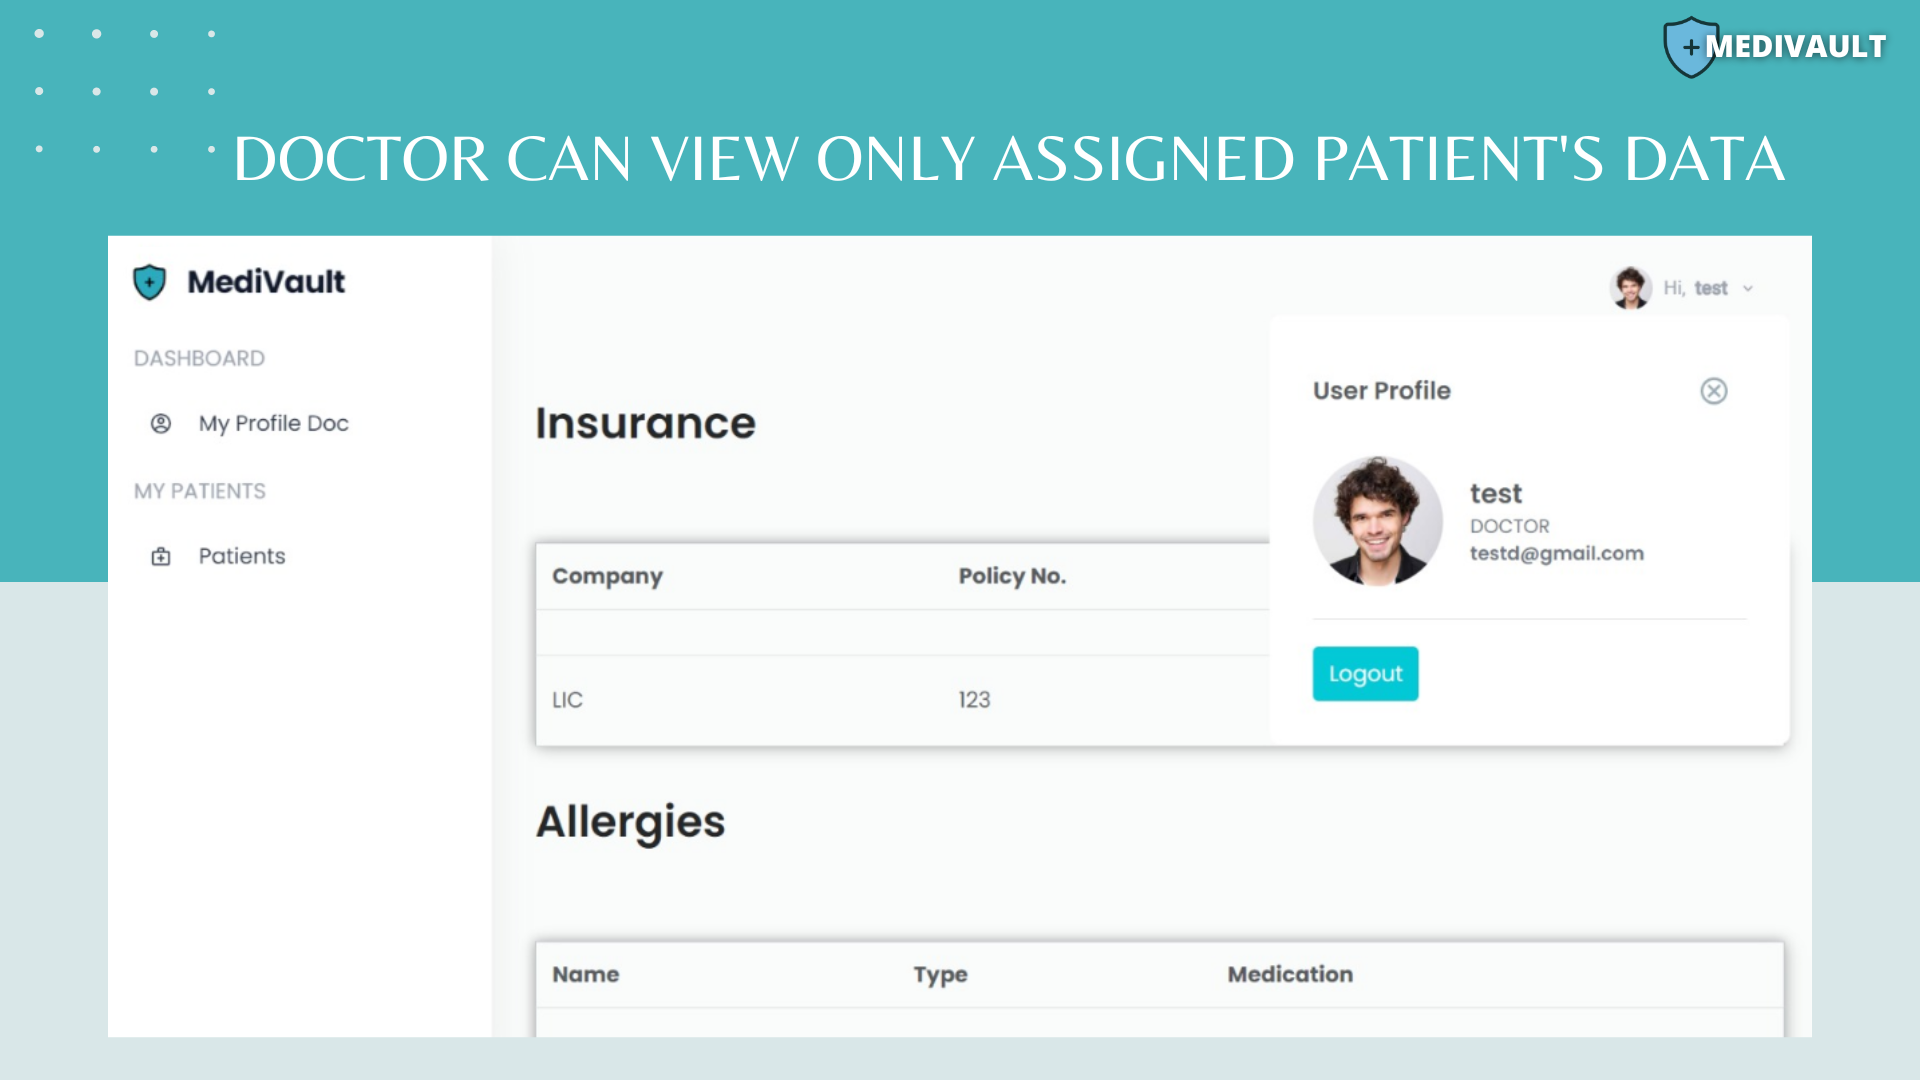 MEDIVAULT
DOCTOR CAN VIEW ONLY ASSIGNED PATIENT'S DATA
MediVault
Hi, test
DASHBOARD
My Profile Doc
MY PATIENTS
Patients
Insurance
Company Policy No.
LIC 123
User Profile
test
DOCTOR
testd@gmail.com
Logout
Allergies
Name Type Medication